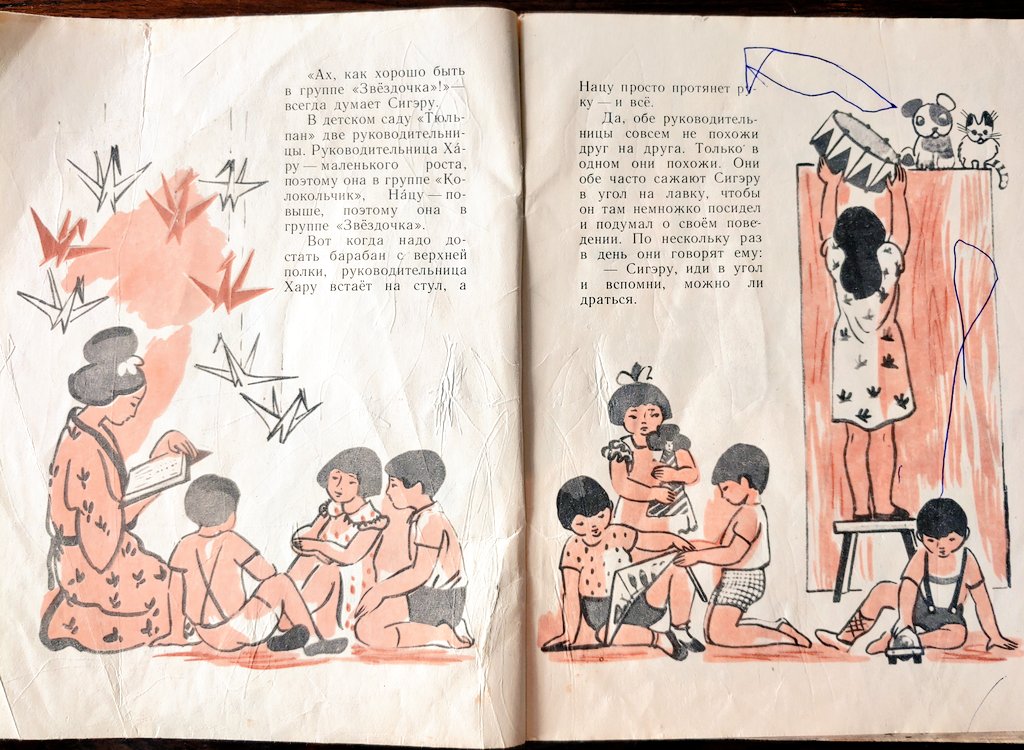 «Ах, как хорошо быть
в группе «Звёздочка»!»—
всегда думает Сигэру.
В детском саду «Тюль-
пан» две руководительни-
цы. Руководительница Ха́-
ру — маленького роста,
поэтому она в группе «Ко-
локольчик», На́цу — по-
выше, поэтому она в
группе «Звёздочка».
Вот когда надо до-
стать барабан с верхней
полки, руководительница
Хару встаёт на стул, а
Нацу просто протянет ру-
ку — и всё.
Да, обе руководитель-
ницы совсем не похожи
друг на друга. Только в
одном они похожи. Они
обе часто сажают Сигэру
в угол на лавку, чтобы
он там немножко посидел
и подумал о своём пове-
дении. По нескольку раз
в день они говорят ему:
— Сигэру, иди в угол
и вспомни, можно ли
драться.